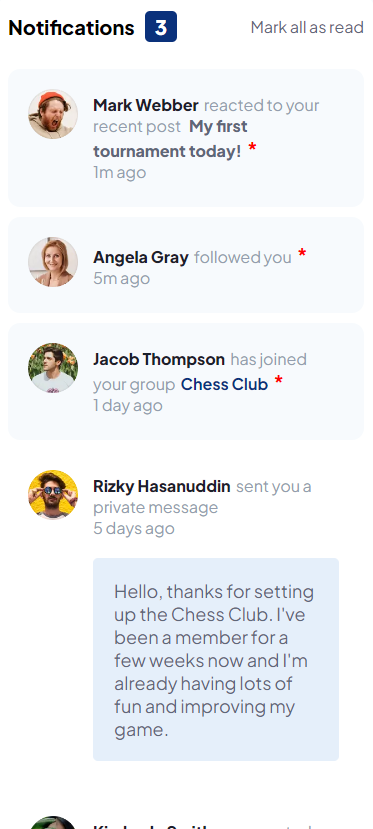 Notifications 3 Mark all as read
Mark Webber reacted to your
recent post My first
tournament today! *
1m ago
Angela Gray followed you *
5m ago
Jacob Thompson has joined
your group Chess Club *
1 day ago
Rizky Hasanuddin sent you a
private message
5 days ago
Hello, thanks for setting
up the Chess Club. I've
been a member for a
few weeks now and I'm
already having lots of
fun and improving my
game.